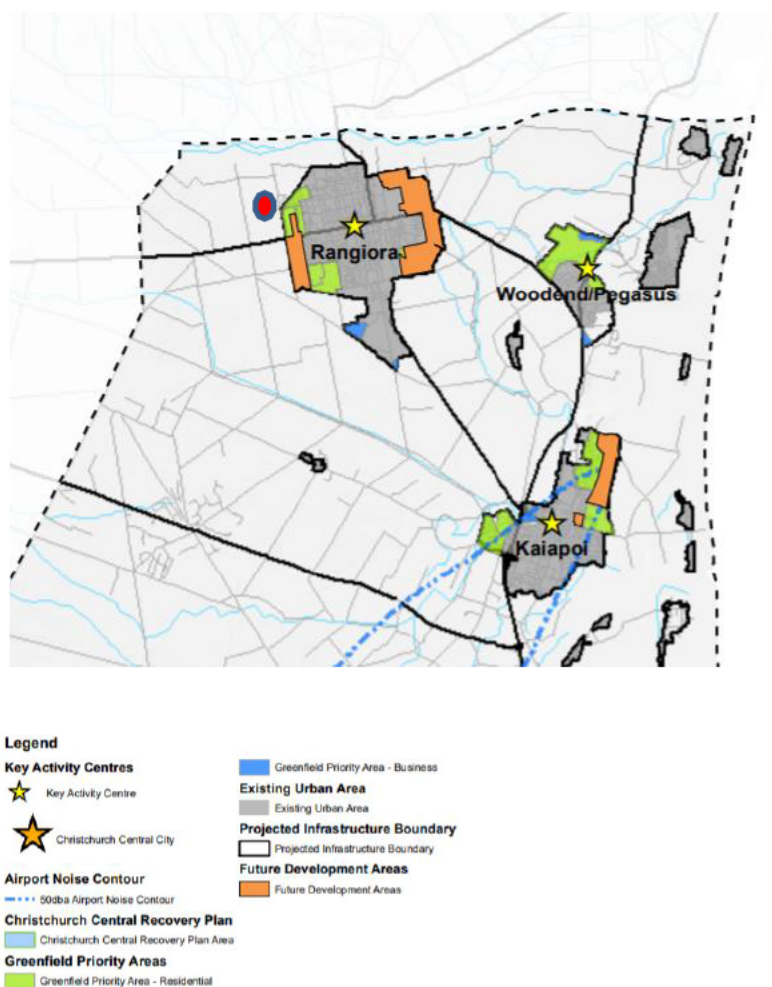 Rangiora
Woodend/Pegasus
Kaiapoi
Legend
Key Activity Centres
Key Activity Centre
Christchurch Central City
Airport Noise Contour
50dba Airport Noise Contour
Christchurch Central Recovery Plan
Christchurch Central Recovery Plan Area
Greenfield Priority Areas
Greenfield Priority Area - Residential
Greenfield Priority Area - Business
Existing Urban Area
Existing Urban Area
Projected Infrastructure Boundary
Projected Infrastructure Boundary
Future Development Areas
Future Development Areas